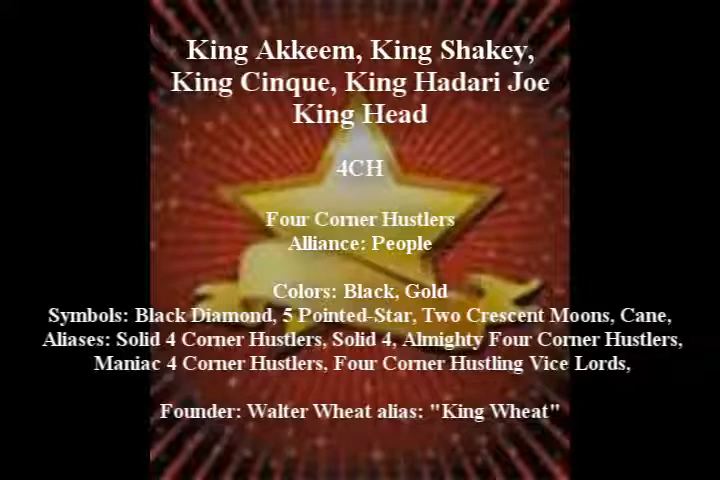 King Akkeem, King Shakey,
King Cinque, King Hadari Joe
King Head
4CH
Four Corner Hustlers
Alliance: People
Colors: Black, Gold
Symbols: Black Diamond, 5 Pointed-Star, Two Crescent Moons, Cane,
Aliases: Solid 4 Corner Hustlers, Solid 4, Almighty Four Corner Hustlers,
Maniac 4 Corner Hustlers, Four Corner Hustling Vice Lords,
Founder: Walter Wheat alias: "King Wheat"